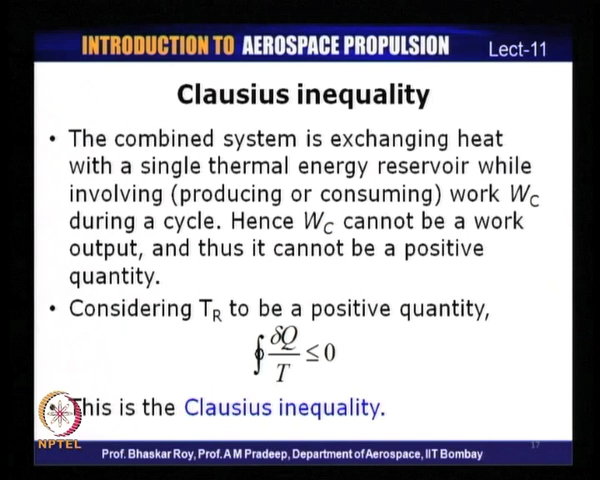 INTRODUCTION TO AEROSPACE PROPULSION Lect-11
Clausius inequality
• The combined system is exchanging heat
with a single thermal energy reservoir while
involving (producing or consuming) work W_C
during a cycle. Hence W_C cannot be a work
output, and thus it cannot be a positive
quantity.
• Considering T_R to be a positive quantity,
∮ δQ/T ≤ 0
• This is the Clausius inequality.
NPTEL
17
Prof. Bhaskar Roy, Prof. A M Pradeep, Department of Aerospace, IIT Bombay